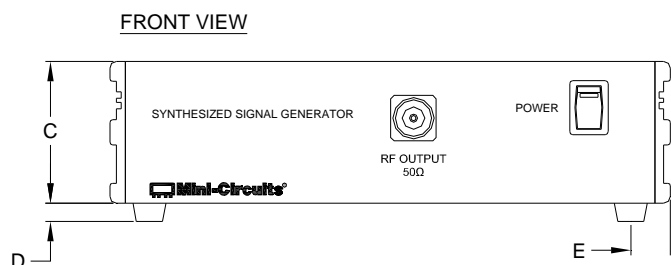 FRONT VIEW
C
SYNTHESIZED SIGNAL GENERATOR
POWER
RF OUTPUT
50Ω
Mini-Circuits®
D
E